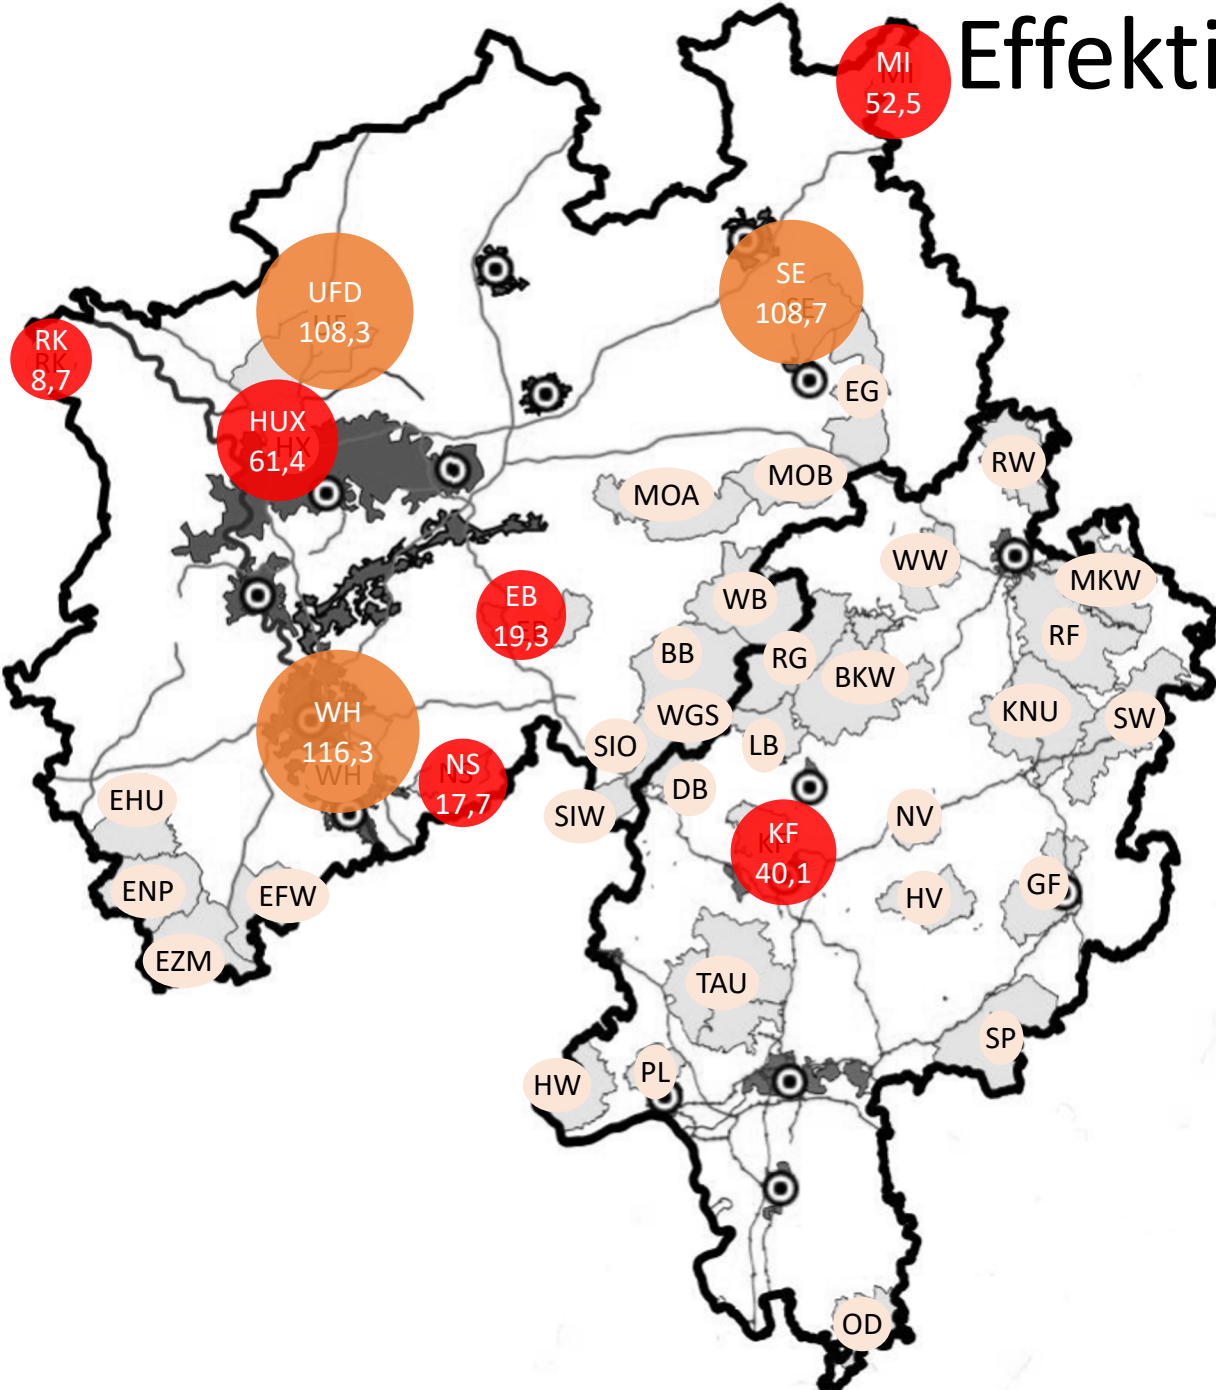 Effekti
MI
52,5
SE
108,7
UFD
108,3
RK
8,7
EG
HUX
61,4
RW
MOB
MOA
WW
MKW
WB
EB
19,3
RF
BB
RG
BKW
WGS
KNU
SW
WH
116,3
WH
SIO
LB
NS
17,7
DB
EHU
SIW
NV
KF
40,1
GF
ENP
EFW
HV
EZM
TAU
SP
PL
HW
OD